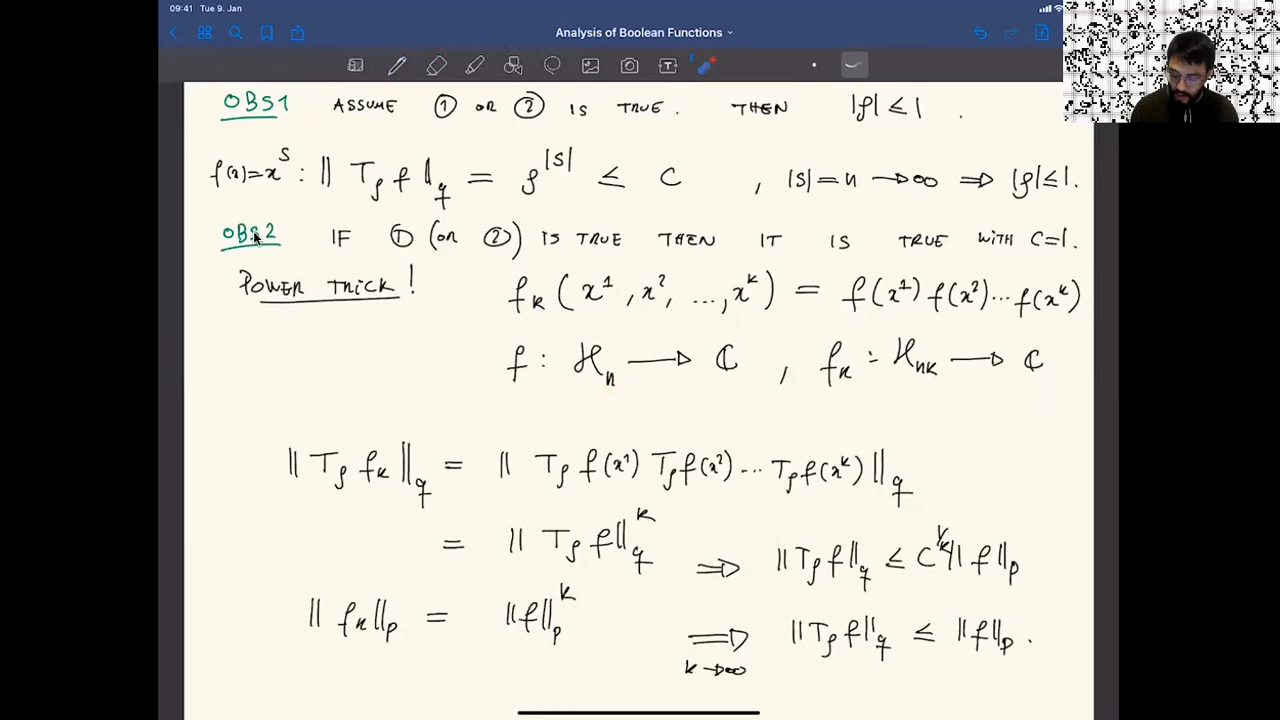 09:41 Tue 9. Jan
Analysis of Boolean Functions
OBS1 ASSUME ① OR ② IS TRUE. THEN |ρ| ≤ 1.
f(x)=x^S : ‖T_ρ f‖_q = ρ^{|S|} ≤ C , |S|=n → ∞ ⇒ |ρ| ≤ 1.
OBS2 IF ① (OR ②) IS TRUE THEN IT IS TRUE WITH C=1.
POWER TRICK! f_k(x^1, x^2, ..., x^k) = f(x^1) f(x^2)... f(x^k)
f : H_n → ℂ , f_k : H_{nk} → ℂ
‖T_ρ f_k‖_q = ‖ T_ρ f(x^1) T_ρ f(x^2) ... T_ρ f(x^k) ‖_q
= ‖T_ρ f‖_q^k ⇒ ‖T_ρ f‖_q ≤ C^{1/k} ‖f‖_p
‖f_k‖_p = ‖f‖_p^k ⇒ k→∞ ‖T_ρ f‖_q ≤ ‖f‖_p .